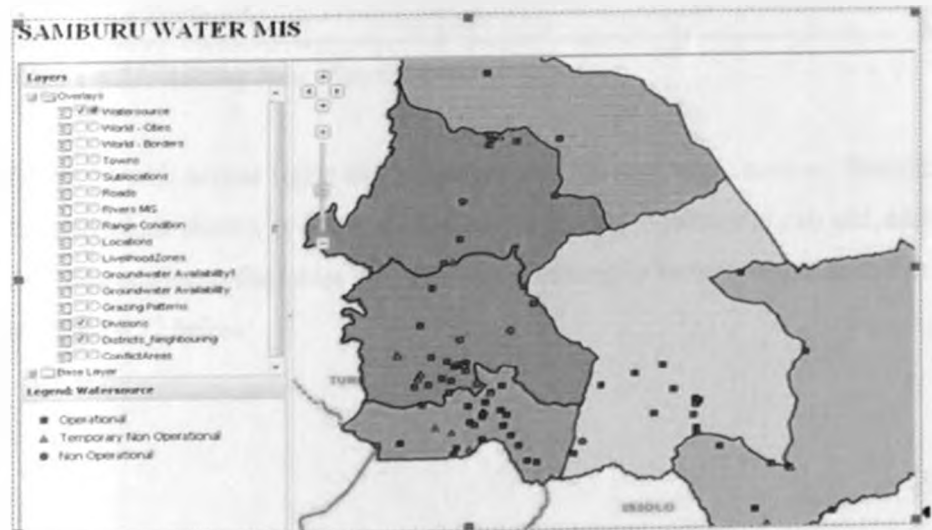 SAMBURU WATER MIS
Layers
Overlays
Watersource
World - Cities
World - Borders
Towns
Sublocations
Roads
Rivers MIS
Range Condition
Locations
LivelihoodZones
Groundwater Availability1
Groundwater Availability
Grazing Patterns
Divisions
Districts_Neighbouring
ConflictAreas
Base Layer
Legend: Watersource
Operational
Temporary Non Operational
Non Operational
TURK
ISIOLO